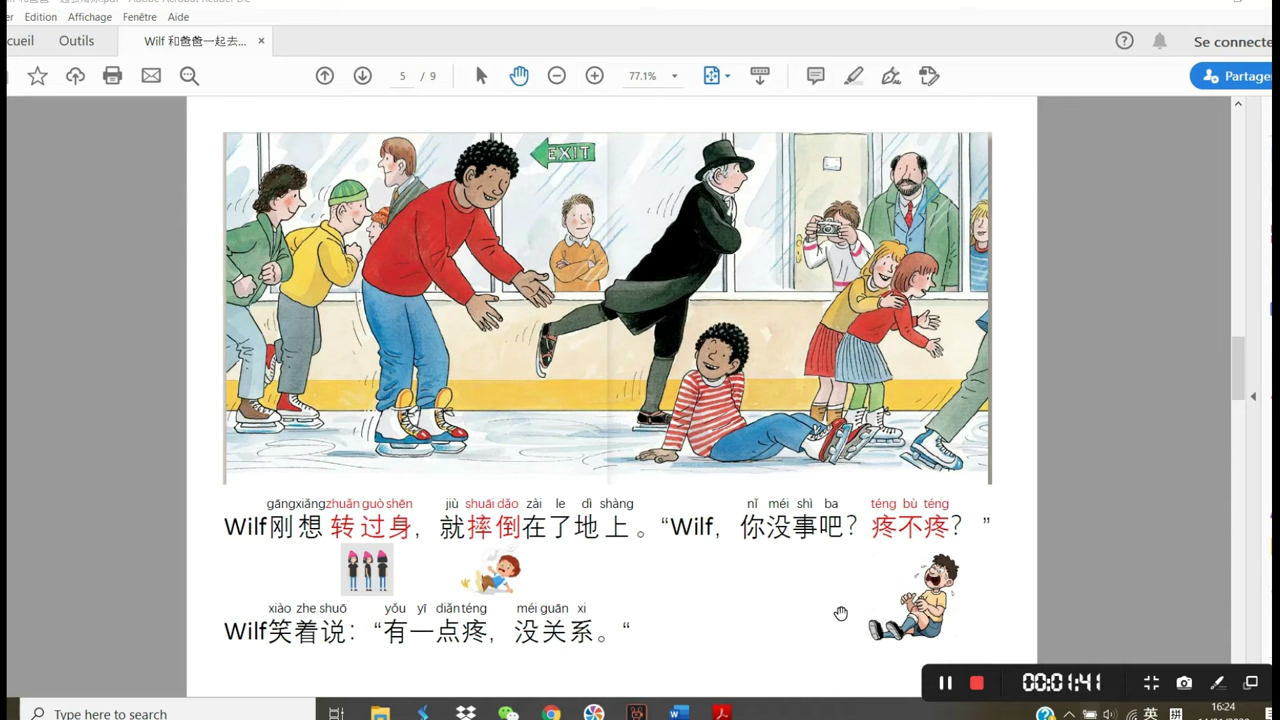 Edition Affichage Fenêtre Aide
Outils Wilf 和爸爸一起去... × Se connecte
5 / 9 77.1% Partage
EXIT
gāngxiǎngzhuǎn guò shēn jiù shuāi dǎo zài le dì shàng nǐ méi shì ba téng bù téng
Wilf刚想 转过身，就摔倒在了地上。“Wilf，你没事吧？疼不疼？”
xiào zhe shuō yǒu yī diǎnténg méi guān xi
Wilf笑着说：“有一点疼，没关系。“
00:01:41
Type here to search 英 拼 16:24